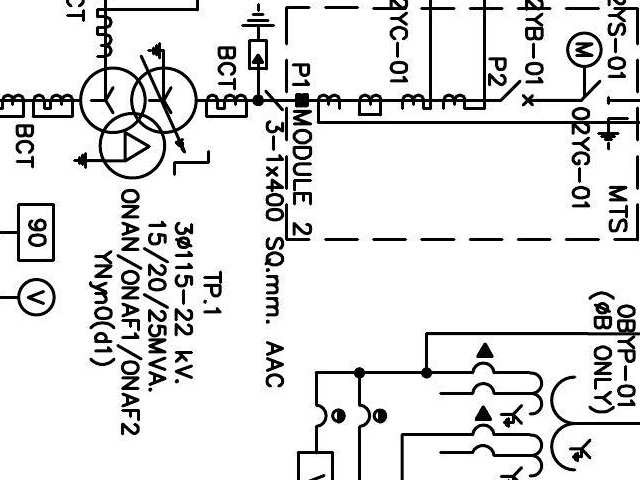 CT
BCT
BCT
2YC-01
2YB-01
2YS-01
P1
P2
M
02YG-01
MTS
MODULE 2
3-1x400 SQ.mm. AAC
TP.1
3ø115-22 kV.
15/20/25MVA.
ONAN/ONAF1/ONAF2
YNyn0(d1)
90
V
0BYP-01
(øB ONLY)